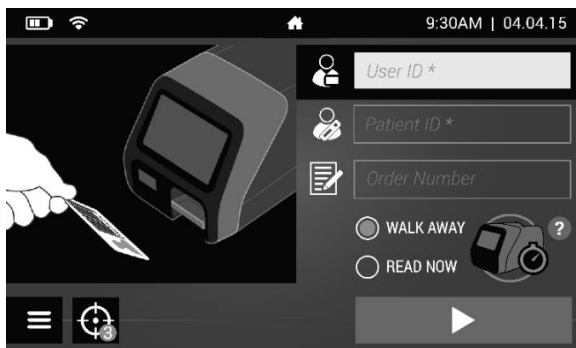 9:30AM | 04.04.15
User ID *
Patient ID *
Order Number
WALK AWAY
?
READ NOW
3